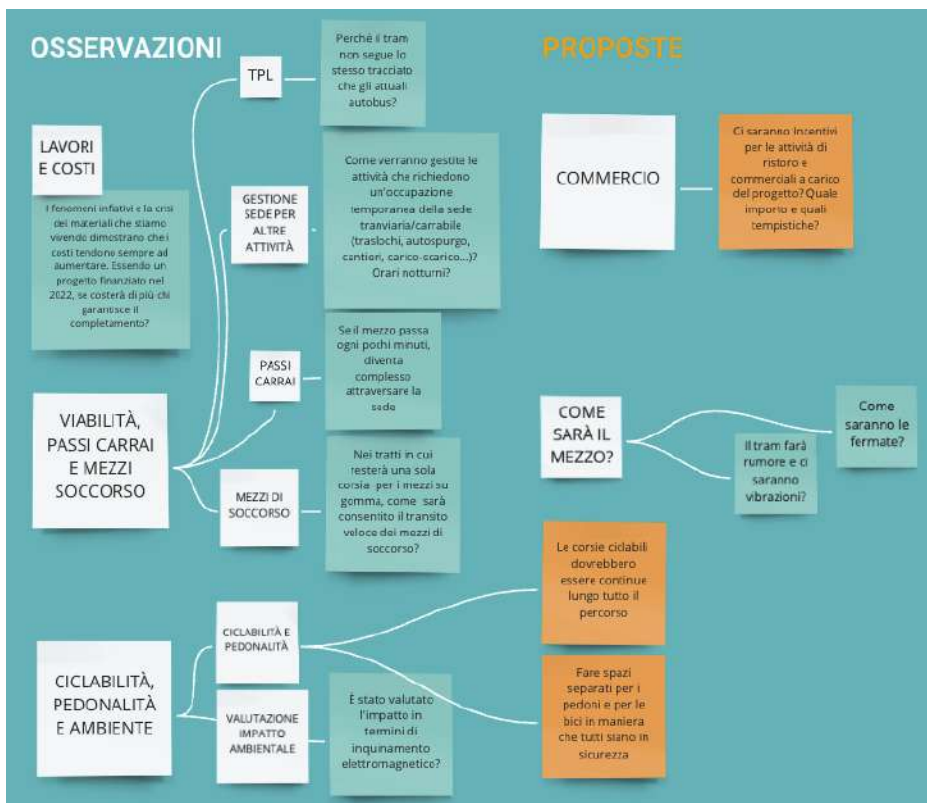 OSSERVAZIONI
TPL
Perché il tram
non segue lo
stesso tracciato
che gli attuali
autobus?
LAVORI
E COSTI
I fenomeni inflativi e la crisi
dei materiali che stiamo
vivendo dimostrano che i
costi tendono sempre ad
aumentare. Essendo un
progetto finanziato nel
2022, se costerà di più chi
garantisce il
completamento?
GESTIONE
SEDE PER
ALTRE
ATTIVITÀ
Come verranno gestite le
attività che richiedono
un'occupazione
temporanea della sede
tranviaria/carrabile
(traslochi, autospurgo,
cantieri, carico-scarico...)?
Orari notturni?
PASSI
CARRAI
Se il mezzo passa
ogni pochi minuti,
diventa
complesso
attraversare la
sede
VIABILITÀ,
PASSI CARRAI
E MEZZI
SOCCORSO
MEZZI DI
SOCCORSO
Nei tratti in cui
resterà una sola
corsia per i mezzi su
gomma, come sarà
consentito il transito
veloce dei mezzi di
soccorso?
CICLABILITÀ,
PEDONALITÀ
E AMBIENTE
CICLABILITÀ E
PEDONALITÀ
VALUTAZIONE
IMPATTO
AMBIENTALE
È stato valutato
l'impatto in
termini di
inquinamento
elettromagnetico?
PROPOSTE
COMMERCIO
Ci saranno incentivi
per le attività di
ristoro e
commerciali a carico
del progetto? Quale
importo e quali
tempistiche?
COME
SARÀ IL
MEZZO?
Come
saranno le
fermate?
Il tram farà
rumore e ci
saranno
vibrazioni?
Le corsie ciclabili
dovrebbero
essere continue
lungo tutto il
percorso
Fare spazi
separati per i
pedoni e per le
bici in maniera
che tutti siano in
sicurezza